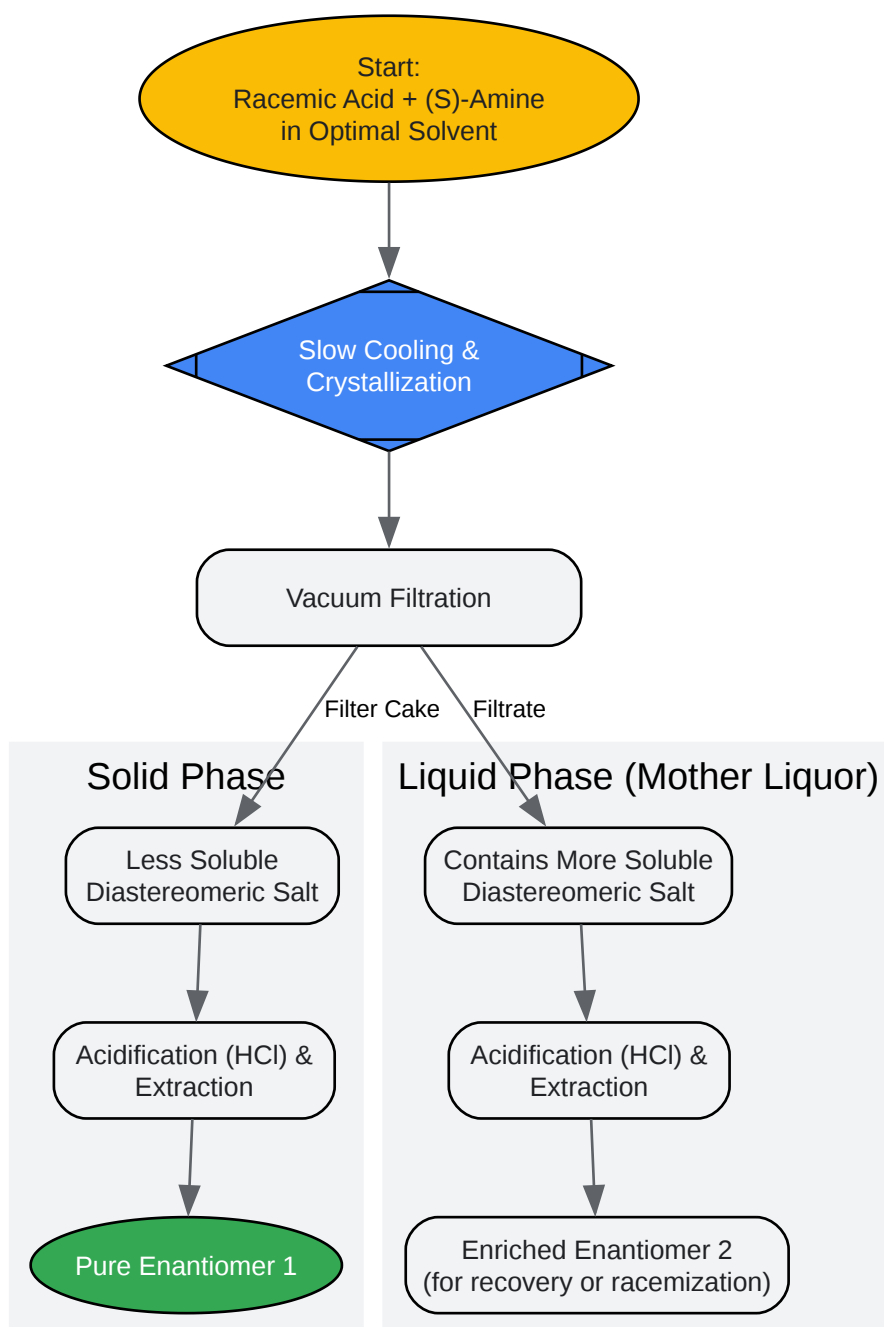 Start:
Racemic Acid + (S)-Amine
in Optimal Solvent
Slow Cooling &
Crystallization
Vacuum Filtration
Filter Cake
Filtrate
Solid Phase
Less Soluble
Diastereomeric Salt
Acidification (HCl) &
Extraction
Pure Enantiomer 1
Liquid Phase (Mother Liquor)
Contains More Soluble
Diastereomeric Salt
Acidification (HCl) &
Extraction
Enriched Enantiomer 2
(for recovery or racemization)